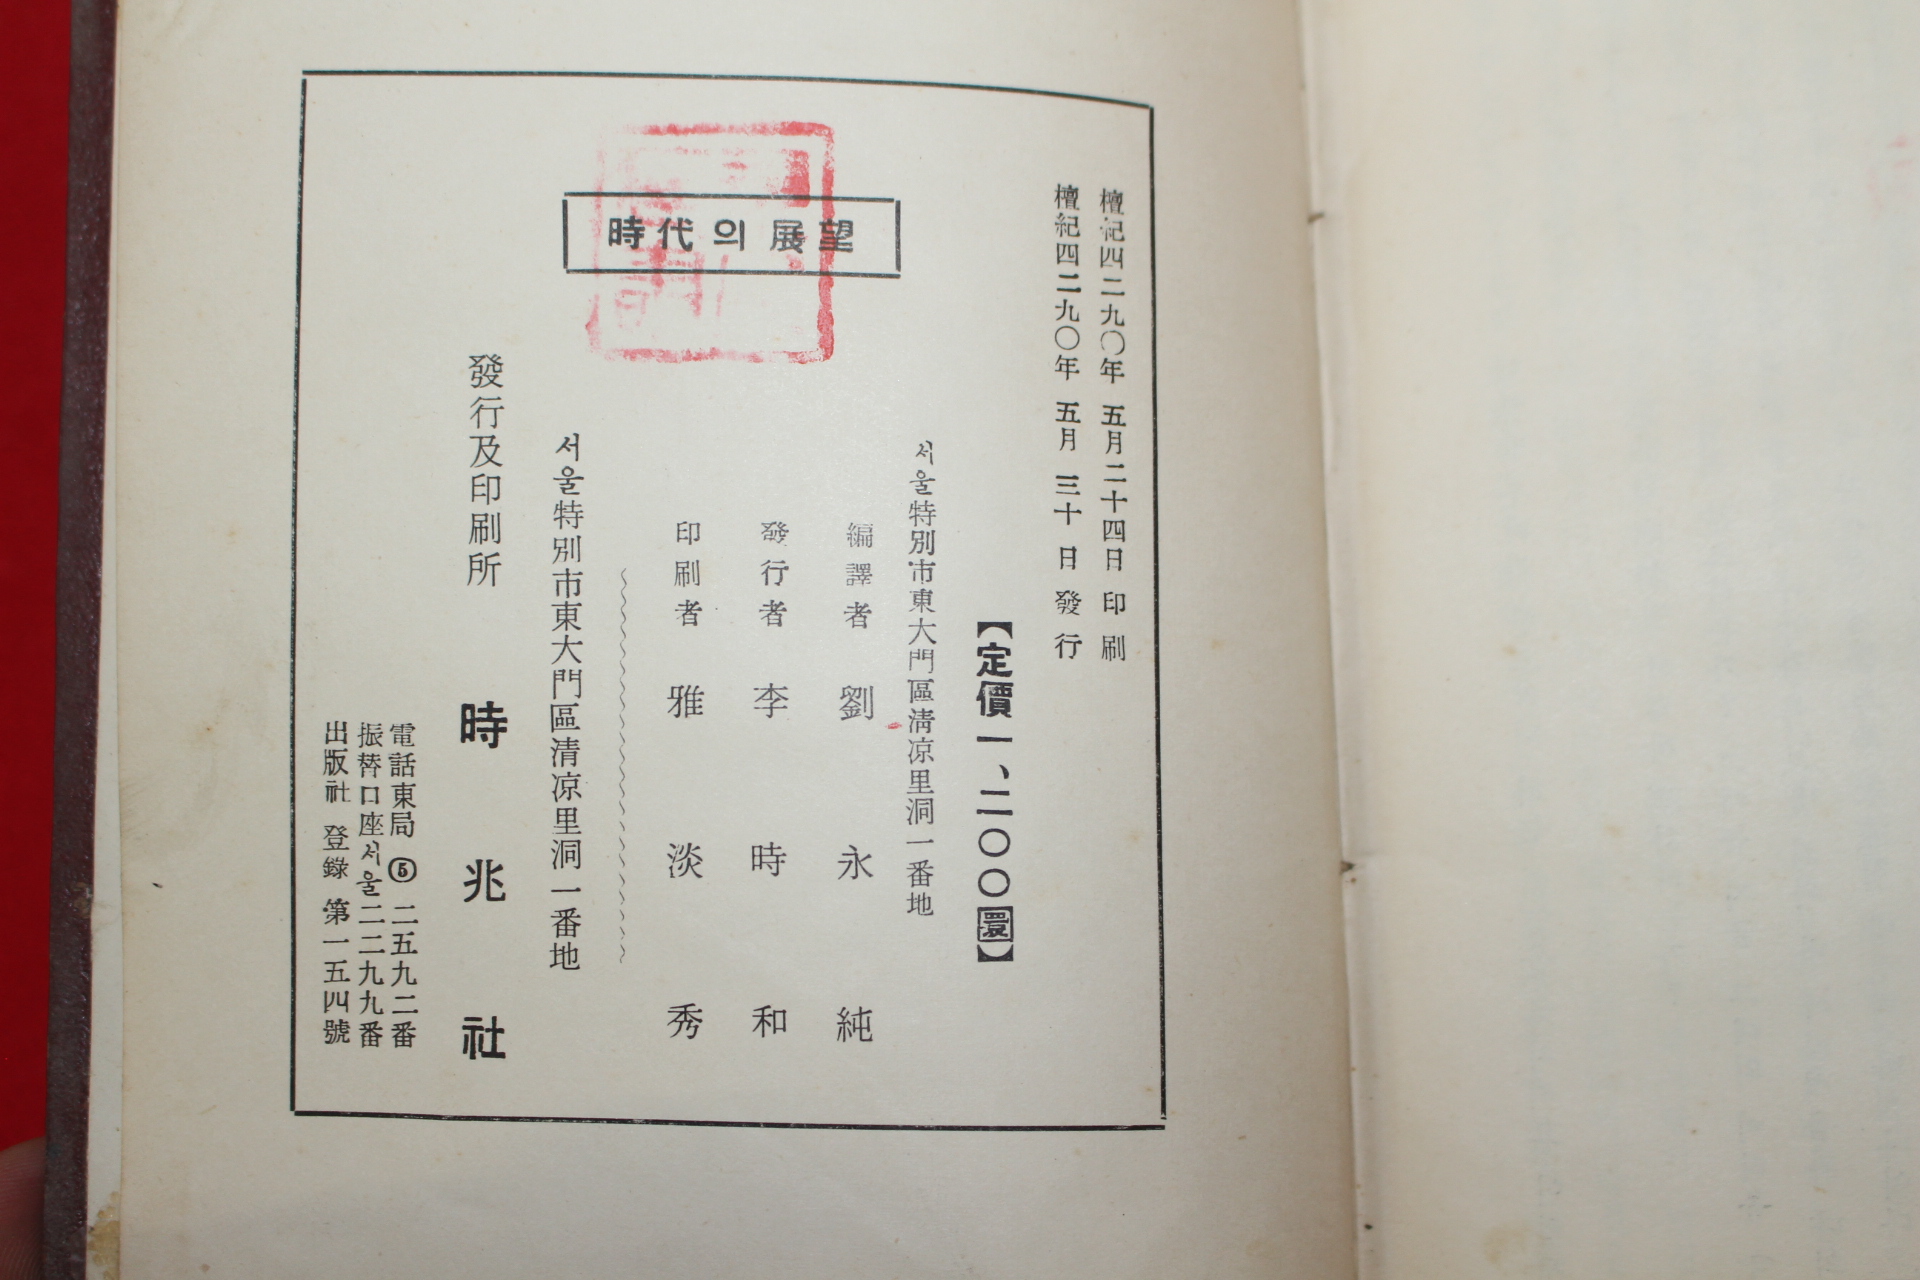 檀紀四二九〇年 五月二十四日 印刷
檀紀四二九〇年 五月 三十 日 發行
【定價一、二〇〇圜】
서울特別市東大門區淸凉里洞一番地
編譯者 劉永純
發行者 李時和
印刷者 雅淡秀
時代의 展望
서울特別市東大門區清凉里洞一番地
發行及印刷所 時兆社
電話東局 ⑤ 二五九二番
振替口座서울二二九九番
出版社 登錄 第一五四號